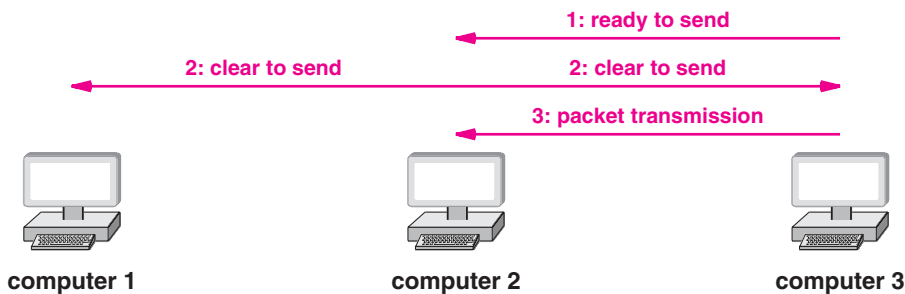 1: ready to send
2: clear to send 2: clear to send
3: packet transmission
computer 1 computer 2 computer 3